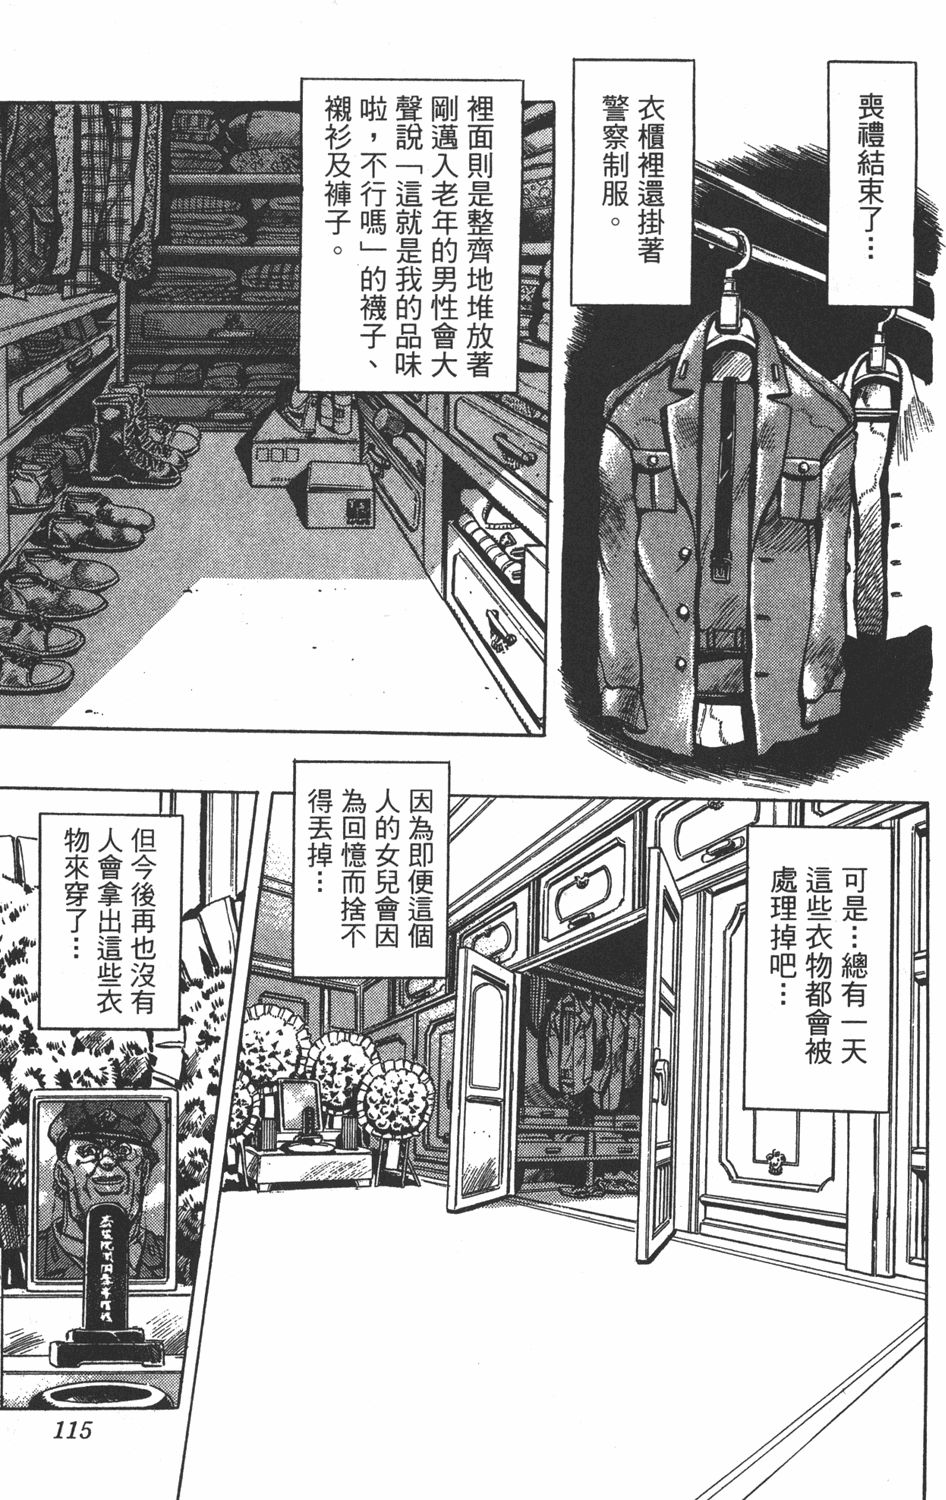 喪禮結束了…
衣櫃裡還掛著
警察制服。
裡面則是整齊地堆放著
剛邁入老年的男性會大
聲說「這就是我的品味
啦，不行嗎」的襪子、
襯衫及褲子。
可是…總有一天
這些衣物都會被
處理掉吧…
因為即便這個
人的女兒會因
為回憶而捨不
得丟掉…
但今後再也沒有
人會拿出這些衣
物來穿了…
115